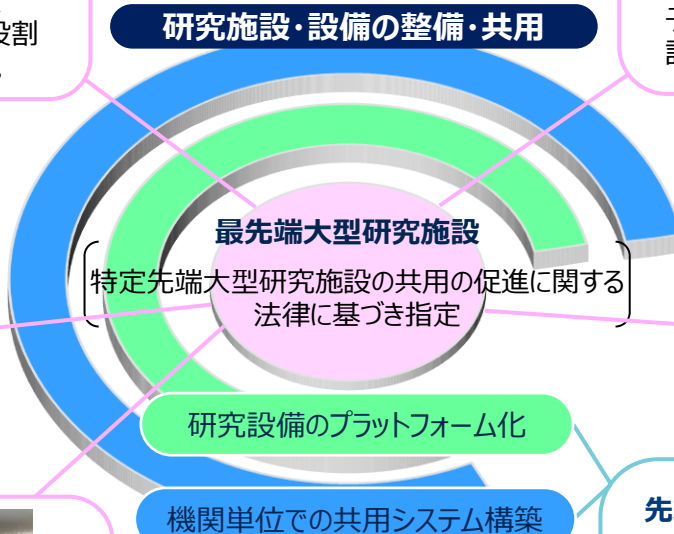 役割
研究施設・設備の整備・共用
最先端大型研究施設
特定先端大型研究施設の共用の促進に関する
法律に基づき指定
研究設備のプラットフォーム化
機関単位での共用システム構築
先